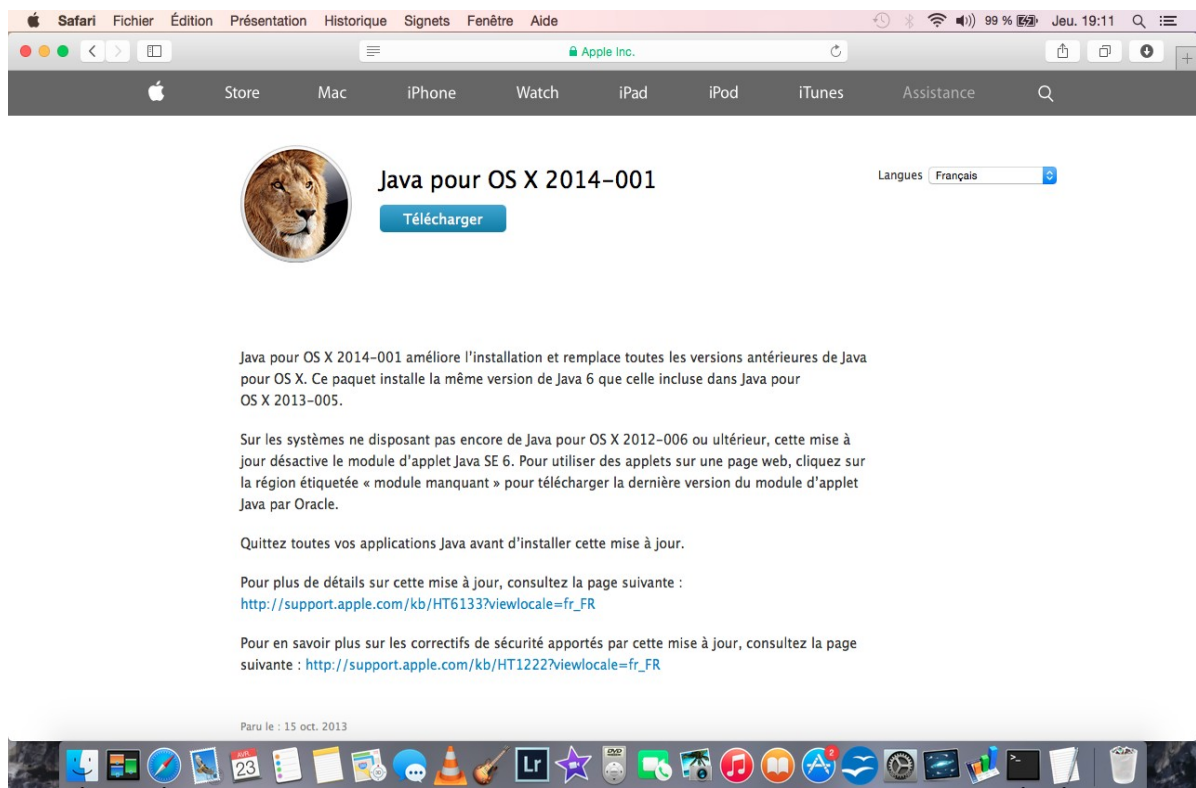 Safari Fichier Édition Présentation Historique Signets Fenêtre Aide 99 % Jeu. 19:11
Apple Inc.
Store Mac iPhone Watch iPad iPod iTunes Assistance
Java pour OS X 2014-001
Langues Français
Télécharger
Java pour OS X 2014-001 améliore l'installation et remplace toutes les versions antérieures de Java
pour OS X. Ce paquet installe la même version de Java 6 que celle incluse dans Java pour
OS X 2013-005.
Sur les systèmes ne disposant pas encore de Java pour OS X 2012-006 ou ultérieur, cette mise à
jour désactive le module d'applet Java SE 6. Pour utiliser des applets sur une page web, cliquez sur
la région étiquetée « module manquant » pour télécharger la dernière version du module d'applet
Java par Oracle.
Quittez toutes vos applications Java avant d'installer cette mise à jour.
Pour plus de détails sur cette mise à jour, consultez la page suivante :
http://support.apple.com/kb/HT6133?viewlocale=fr_FR
Pour en savoir plus sur les correctifs de sécurité apportés par cette mise à jour, consultez la page
suivante : http://support.apple.com/kb/HT1222?viewlocale=fr_FR
Paru le : 15 oct. 2013
AVR.
23
Lr
DVD
2